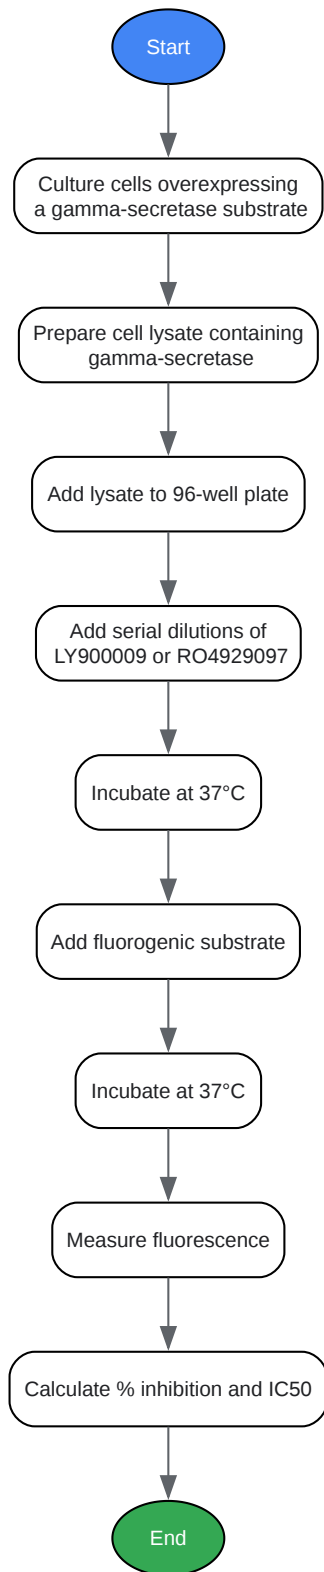 Start
Culture cells overexpressing
a gamma-secretase substrate
Prepare cell lysate containing
gamma-secretase
Add lysate to 96-well plate
Add serial dilutions of
LY900009 or RO4929097
Incubate at 37°C
Add fluorogenic substrate
Incubate at 37°C
Measure fluorescence
Calculate % inhibition and IC50
End